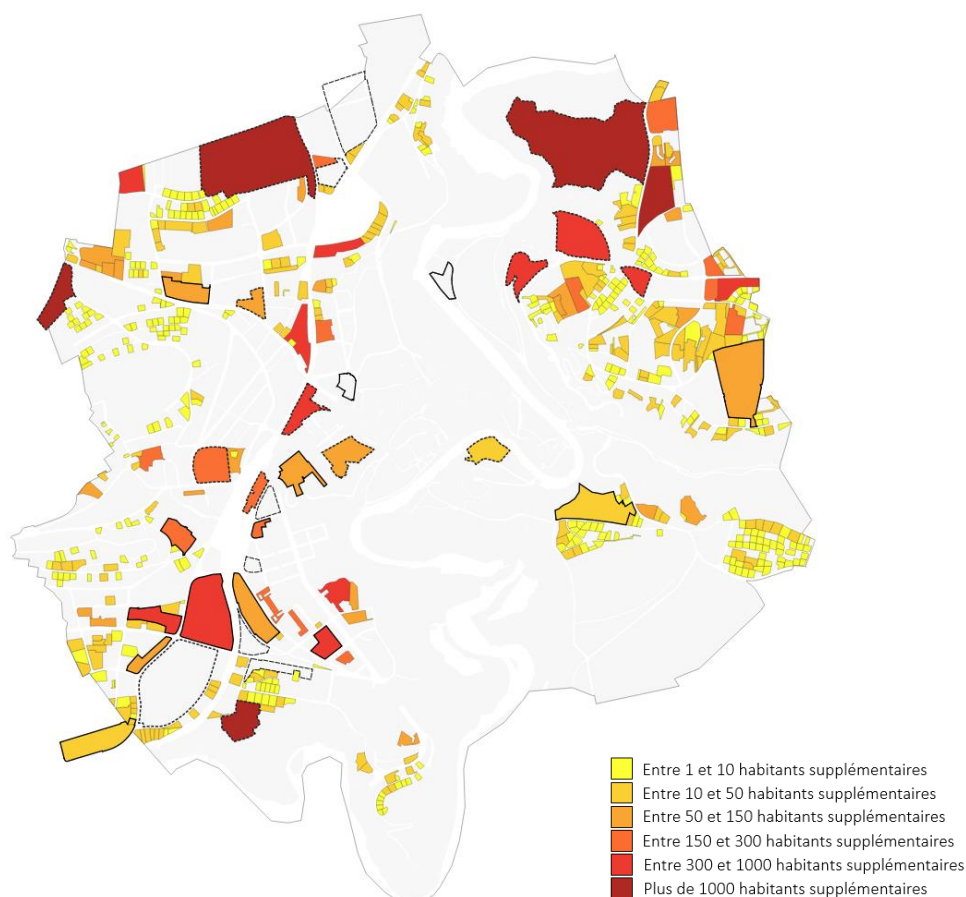 Entre 1 et 10 habitants supplémentaires
Entre 10 et 50 habitants supplémentaires
Entre 50 et 150 habitants supplémentaires
Entre 150 et 300 habitants supplémentaires
Entre 300 et 1000 habitants supplémentaires
Plus de 1000 habitants supplémentaires